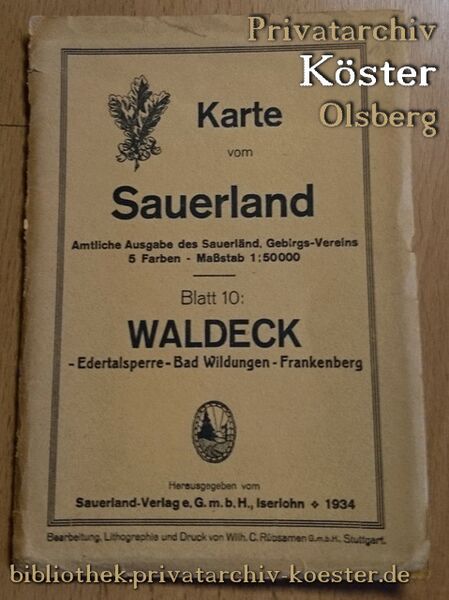 Privatarchiv
Köster
Olsberg
Karte
vom
Sauerland
Amtliche Ausgabe des Sauerländ. Gebirgs-Vereins
5 Farben - Maßstab 1:50000
Blatt 10:
WALDECK
- Edertalsperre - Bad Wildungen - Frankenberg
Herausgegeben vom
Sauerland-Verlag e. G. m. b. H., Iserlohn ✧ 1934
Bearbeitung, Lithographie und Druck von Wilh. C. Rübsamen G.m.b.H., Stuttgart.
bibliothek.privatarchiv-koester.de